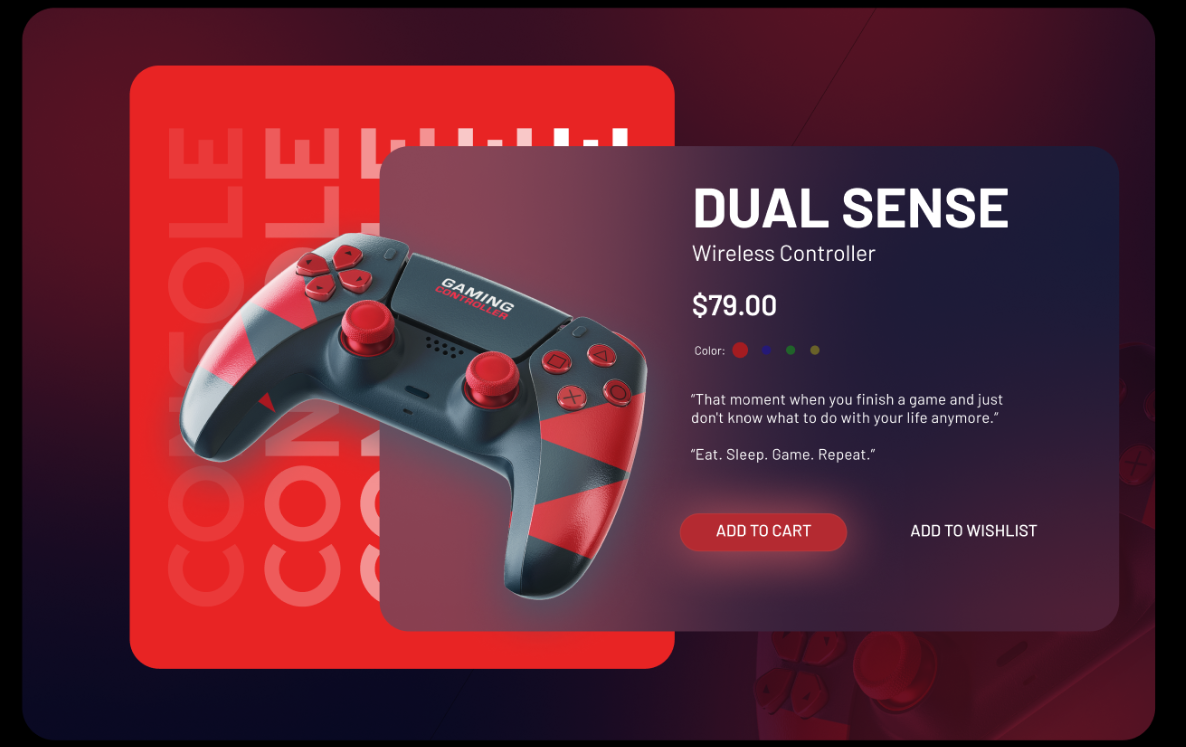 CONSOLE
CONSOLE
DUAL SENSE
Wireless Controller
$79.00
Color:
“That moment when you finish a game and just
don't know what to do with your life anymore.”
“Eat. Sleep. Game. Repeat.”
ADD TO CART
ADD TO WISHLIST
GAMING
CONTROLLER